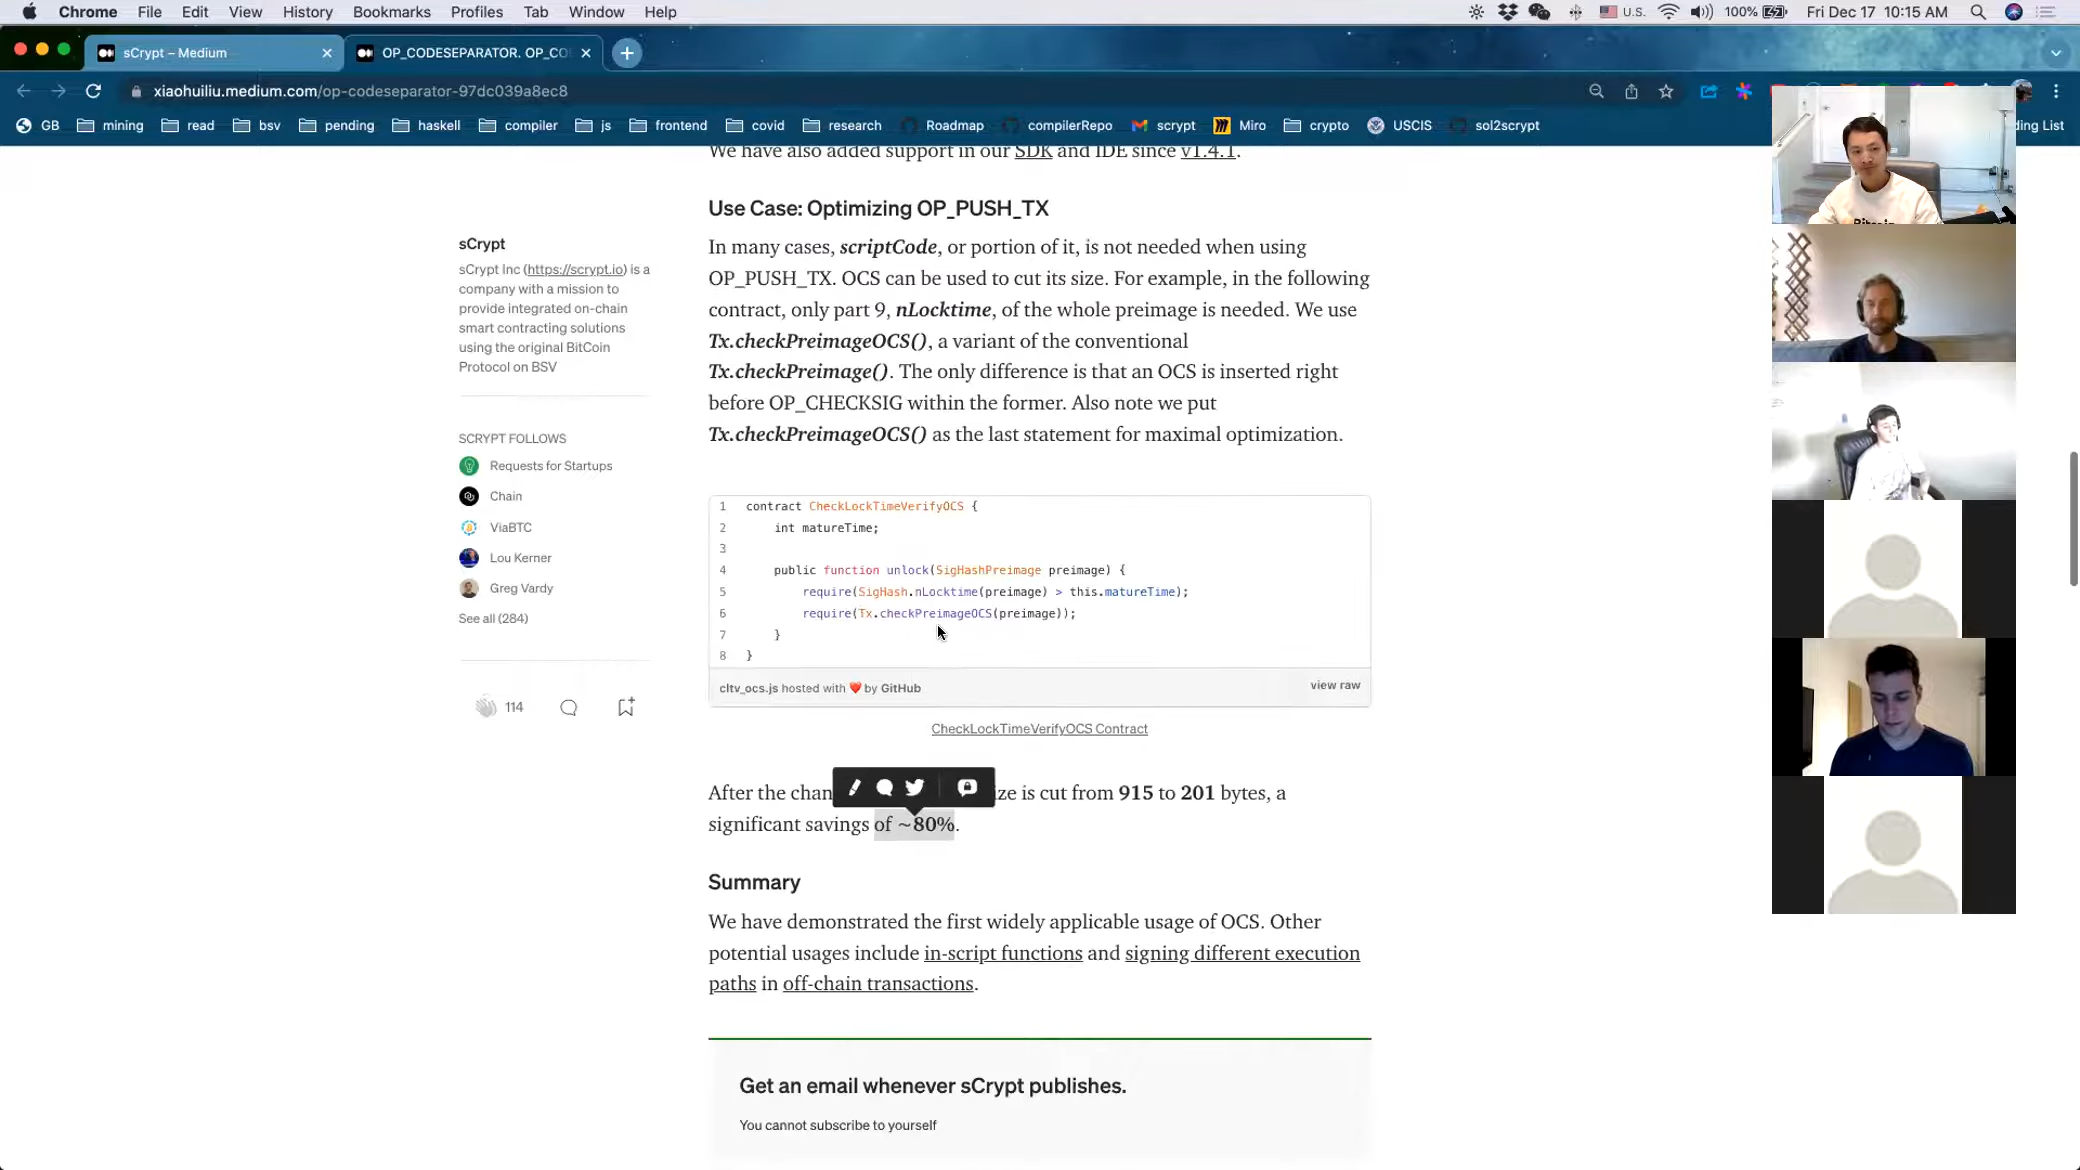 Chrome File Edit View History Bookmarks Profiles Tab Window Help U.S. 100% Fri Dec 17 10:15 AM
sCrypt – Medium OP_CODESEPARATOR. OP_CO
xiaohuiliu.medium.com/op-codeseparator-97dc039a8ec8
GB mining read bsv pending haskell compiler js frontend covid research Roadmap compilerRepo scrypt Miro crypto USCIS sol2scrypt ding List
We have also added support in our SDK and IDE since v1.4.1.
Use Case: Optimizing OP_PUSH_TX
In many cases, scriptCode, or portion of it, is not needed when using
OP_PUSH_TX. OCS can be used to cut its size. For example, in the following
contract, only part 9, nLocktime, of the whole preimage is needed. We use
Tx.checkPreimageOCS(), a variant of the conventional
Tx.checkPreimage(). The only difference is that an OCS is inserted right
before OP_CHECKSIG within the former. Also note we put
Tx.checkPreimageOCS() as the last statement for maximal optimization.
sCrypt
sCrypt Inc (https://scrypt.io) is a
company with a mission to
provide integrated on-chain
smart contracting solutions
using the original BitCoin
Protocol on BSV
SCRYPT FOLLOWS
Requests for Startups
Chain
ViaBTC
Lou Kerner
Greg Vardy
See all (284)
114
1 contract CheckLockTimeVerifyOCS {
2 int matureTime;
3
4 public function unlock(SigHashPreimage preimage) {
5 require(SigHash.nLocktime(preimage) > this.matureTime);
6 require(Tx.checkPreimageOCS(preimage));
7 }
8 }
cltv_ocs.js hosted with ❤ by GitHub view raw
CheckLockTimeVerifyOCS Contract
After the chan ze is cut from 915 to 201 bytes, a
significant savings of ~80%.
Summary
We have demonstrated the first widely applicable usage of OCS. Other
potential usages include in-script functions and signing different execution
paths in off-chain transactions.
Get an email whenever sCrypt publishes.
You cannot subscribe to yourself